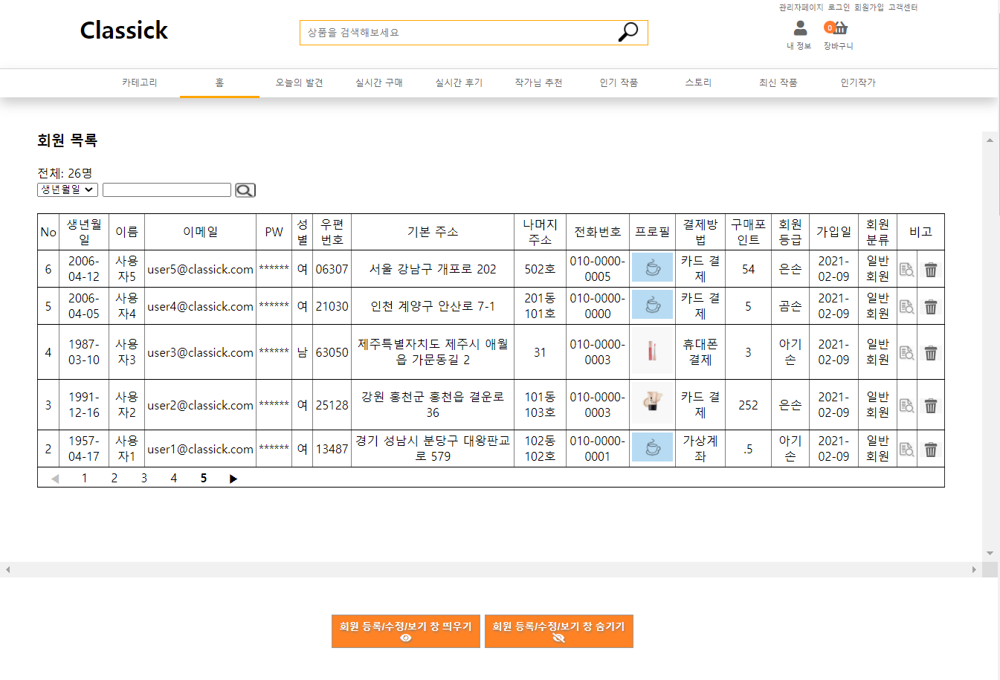 관리자페이지 로그인 회원가입 고객센터
Classick
상품을 검색해보세요
0
내 정보 장바구니
카테고리 홈 오늘의 발견 실시간 구매 실시간 후기 작가님 추천 인기 작품 스토리 최신 작품 인기작가
회원 목록
전체: 26명
생년월일
No 생년월일 이름 이메일 PW 성별 우편번호 기본 주소 나머지 주소 전화번호 프로필 결제방법 구매포인트 회원등급 가입일 회원분류 비고
6 2006-04-12 사용자5 user5@classick.com ****** 여 06307 서울 강남구 개포로 202 502호 010-0000-0005 카드 결제 54 은손 2021-02-09 일반회원
5 2006-04-05 사용자4 user4@classick.com ****** 여 21030 인천 계양구 안산로 7-1 201동 101호 010-0000-0000 카드 결제 5 곰손 2021-02-09 일반회원
4 1987-03-10 사용자3 user3@classick.com ****** 남 63050 제주특별자치도 제주시 애월읍 가문동길 2 31 010-0000-0003 휴대폰 결제 3 아기손 2021-02-09 일반회원
3 1991-12-16 사용자2 user2@classick.com ****** 여 25128 강원 홍천군 홍천읍 결운로 36 101동 103호 010-0000-0003 카드 결제 252 은손 2021-02-09 일반회원
2 1957-04-17 사용자1 user1@classick.com ****** 여 13487 경기 성남시 분당구 대왕판교로 579 102동 102호 010-0000-0001 가상계좌 .5 아기손 2021-02-09 일반회원
◀ 1 2 3 4 5 ▶
회원 등록/수정/보기 창 띄우기
회원 등록/수정/보기 창 숨기기